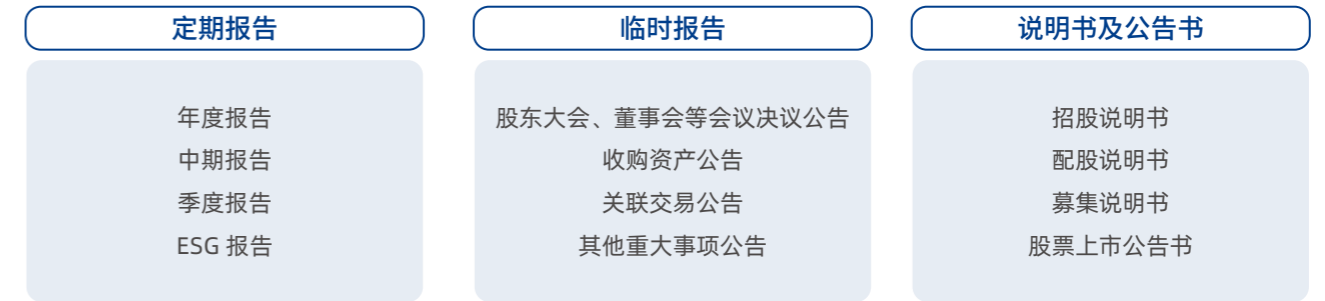 定期报告
年度报告
中期报告
季度报告
ESG 报告
临时报告
股东大会、董事会等会议决议公告
收购资产公告
关联交易公告
其他重大事项公告
说明书及公告书
招股说明书
配股说明书
募集说明书
股票上市公告书